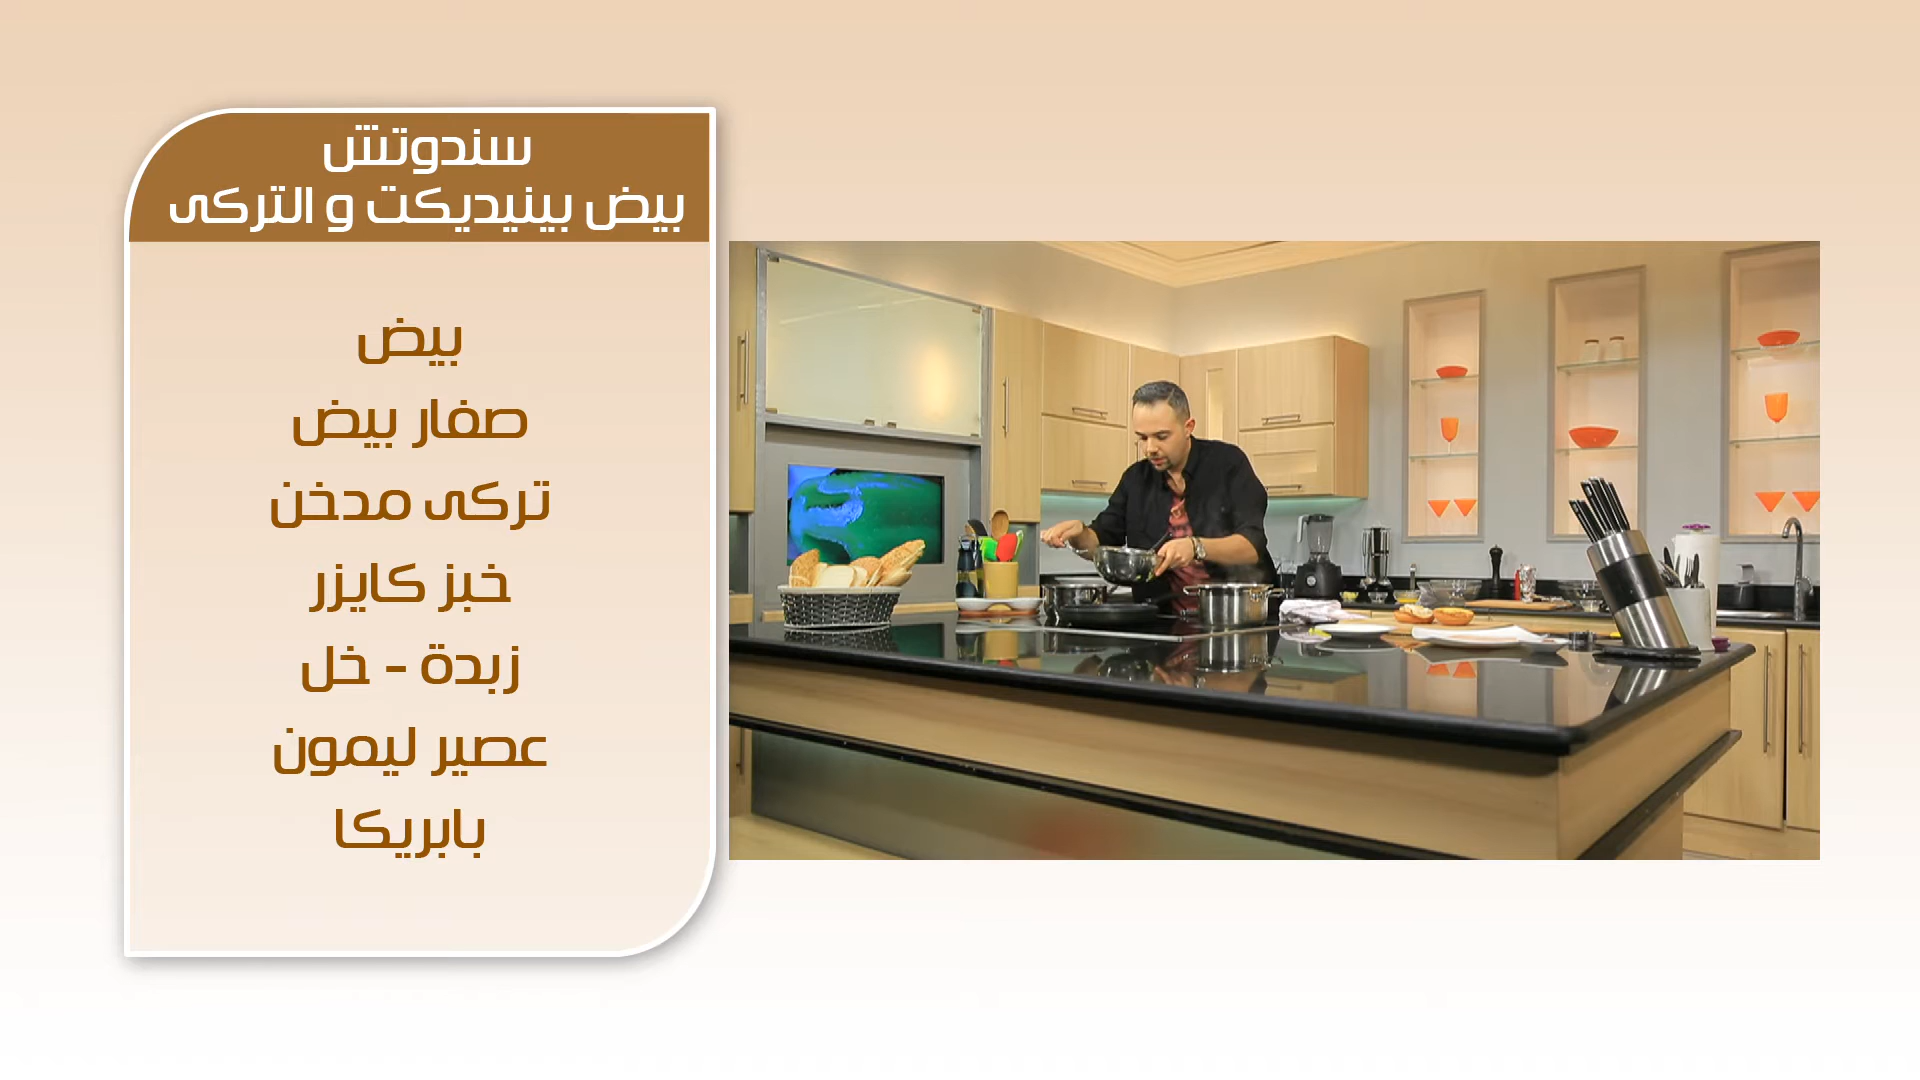 سندوتش
بيض بينيديكت و التركى
بيض
صفار بيض
تركى مدخن
خبز كايزر
زبدة - خل
عصير ليمون
بابريكا